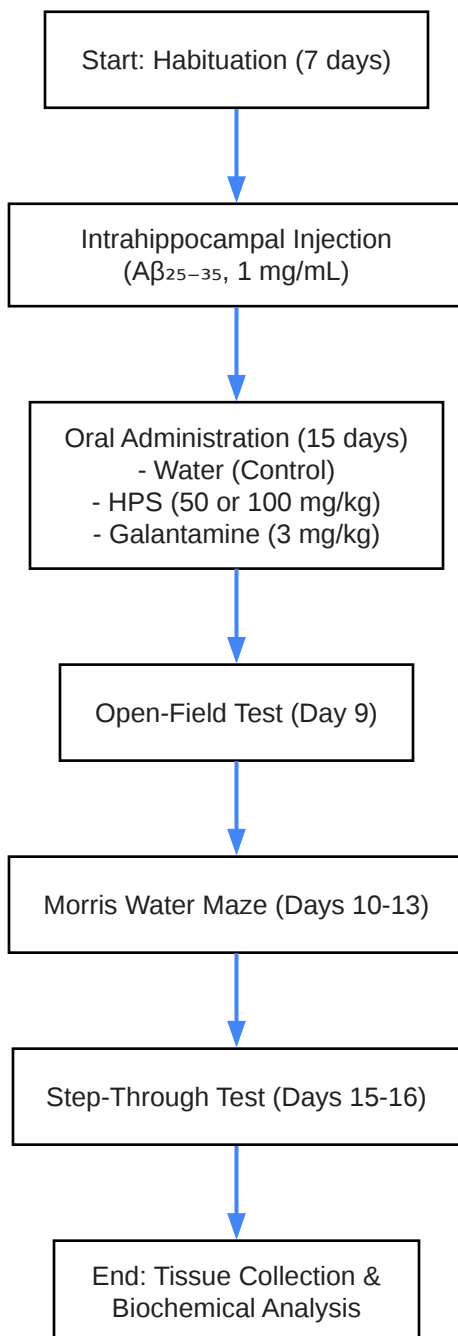 Start: Habituation (7 days)
Intrahippocampal Injection
(Aβ₂₅₋₃₅, 1 mg/mL)
Oral Administration (15 days)
- Water (Control)
- HPS (50 or 100 mg/kg)
- Galantamine (3 mg/kg)
Open-Field Test (Day 9)
Morris Water Maze (Days 10-13)
Step-Through Test (Days 15-16)
End: Tissue Collection &
Biochemical Analysis